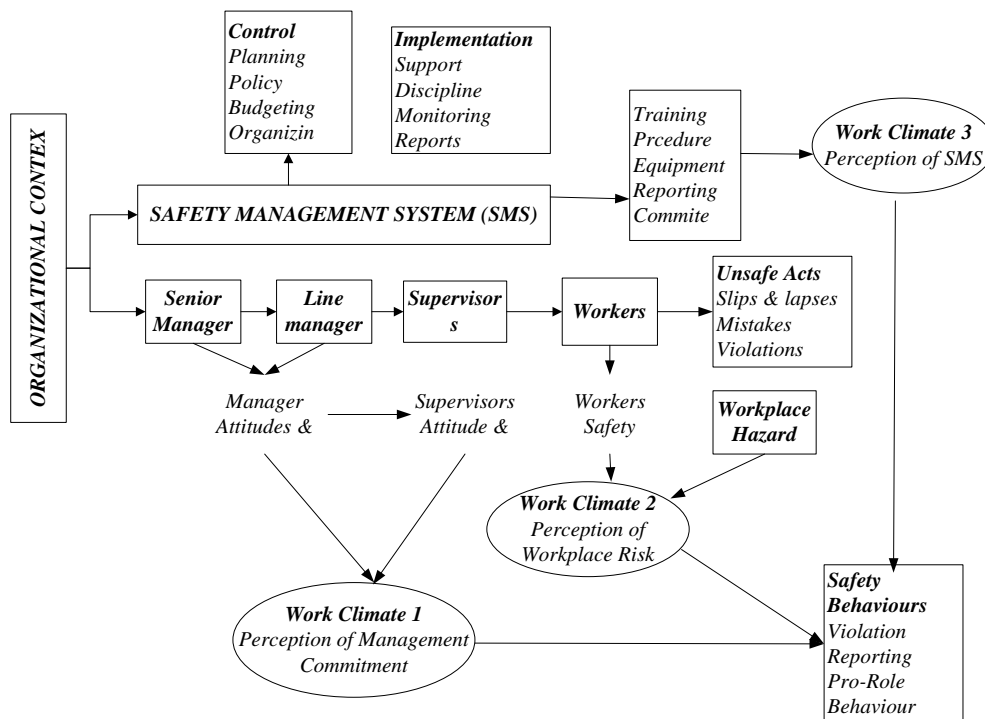 ORGANIZATIONAL CONTEX
Control
Planning
Policy
Budgeting
Organizin
Implementation
Support
Discipline
Monitoring
Reports
Training
Prcedure
Equipment
Reporting
Commite
Work Climate 3
Perception of SMS
SAFETY MANAGEMENT SYSTEM (SMS)
Senior
Manager
Line
manager
Supervisor
s
Workers
Unsafe Acts
Slips & lapses
Mistakes
Violations
Manager
Attitudes &
Supervisors
Attitude &
Workers
Safety
Workplace
Hazard
Work Climate 2
Perception of
Workplace Risk
Work Climate 1
Perception of Management
Commitment
Safety
Behaviours
Violation
Reporting
Pro-Role
Behaviour